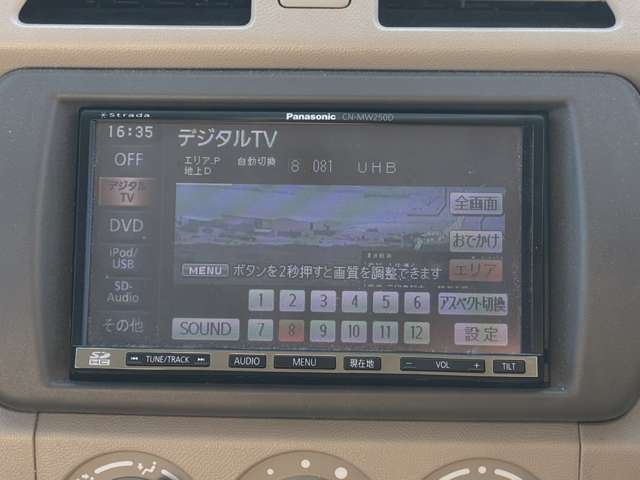 Strada
Panasonic CN-MW250D
16:35
デジタルTV
エリア.P 自動切換 8 081 UHB
地上D
OFF
デジタル
TV
DVD
iPod/
USB
SD-
Audio
その他
全画面
おでかけ
エリア
MENU ボタンを2秒押すと画質を調整できます
1 2 3 4 5 6 アスペクト切換
SOUND 7 8 9 10 11 12 設定
SD HC TUNE/TRACK AUDIO MENU 現在地 − VOL + TILT